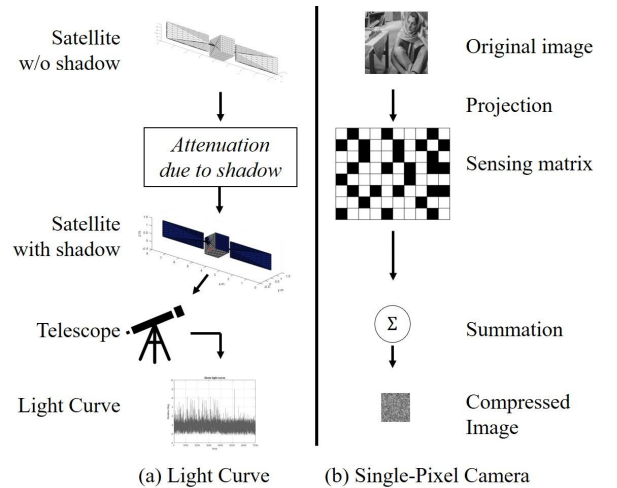 Satellite
w/o shadow
Attenuation
due to shadow
Satellite
with shadow
Telescope
Light Curve
(a) Light Curve
Original image
Projection
Sensing matrix
Σ
Summation
Compressed
Image
(b) Single-Pixel Camera